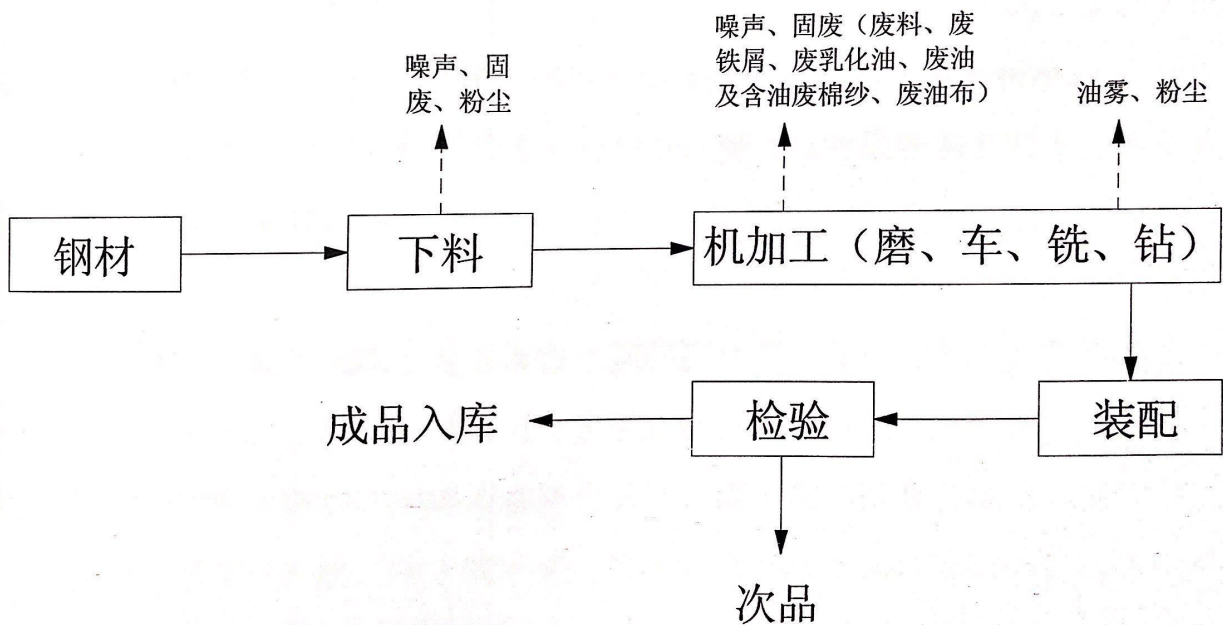 噪声、固废（废料、废
铁屑、废乳化油、废油
及含油废棉纱、废油布）
噪声、固
废、粉尘
油雾、粉尘
钢材
下料
机加工（磨、车、铣、钻）
成品入库
检验
装配
次品